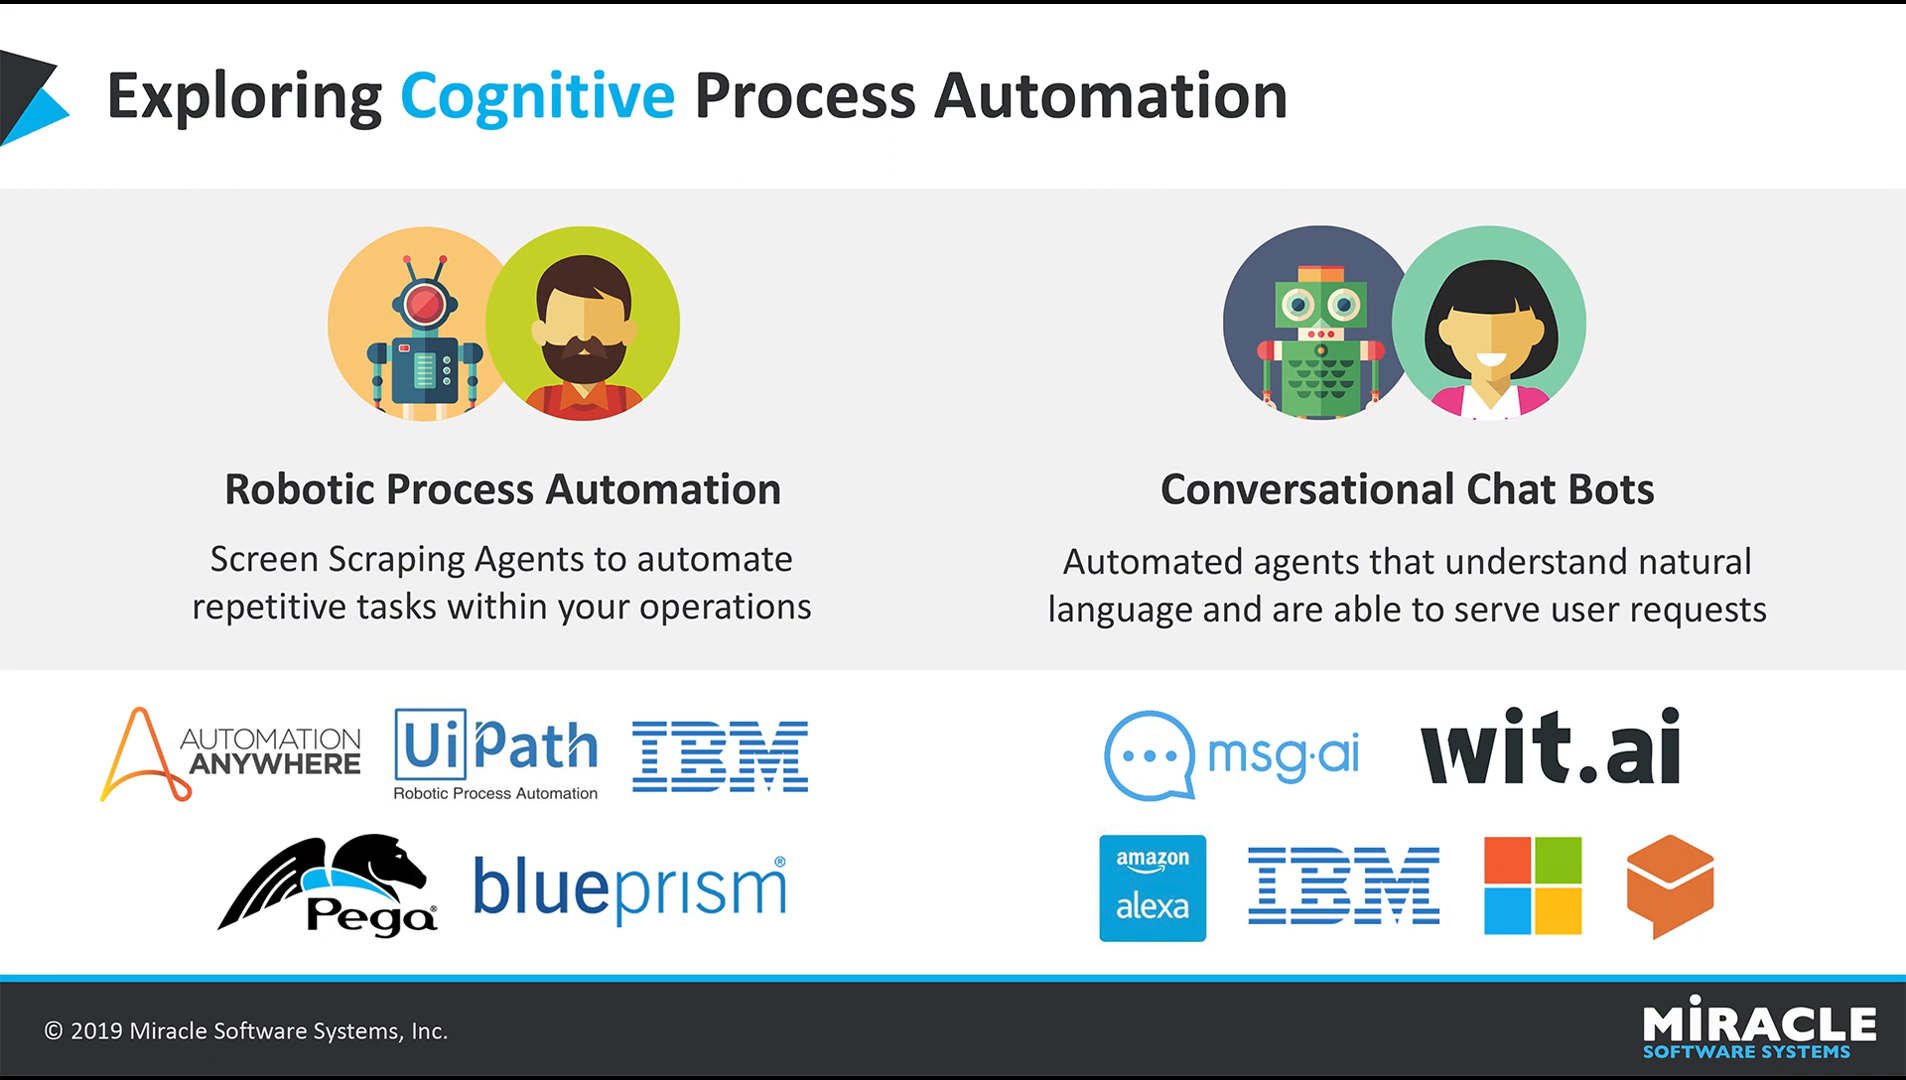 Exploring Cognitive Process Automation
Robotic Process Automation
Screen Scraping Agents to automate
repetitive tasks within your operations
Conversational Chat Bots
Automated agents that understand natural
language and are able to serve user requests
AUTOMATION
ANYWHERE
UiPath
Robotic Process Automation
IBM
Pega®
blueprism®
msg.ai
wit.ai
amazon
alexa
IBM
© 2019 Miracle Software Systems, Inc.
MiRACLE
SOFTWARE SYSTEMS